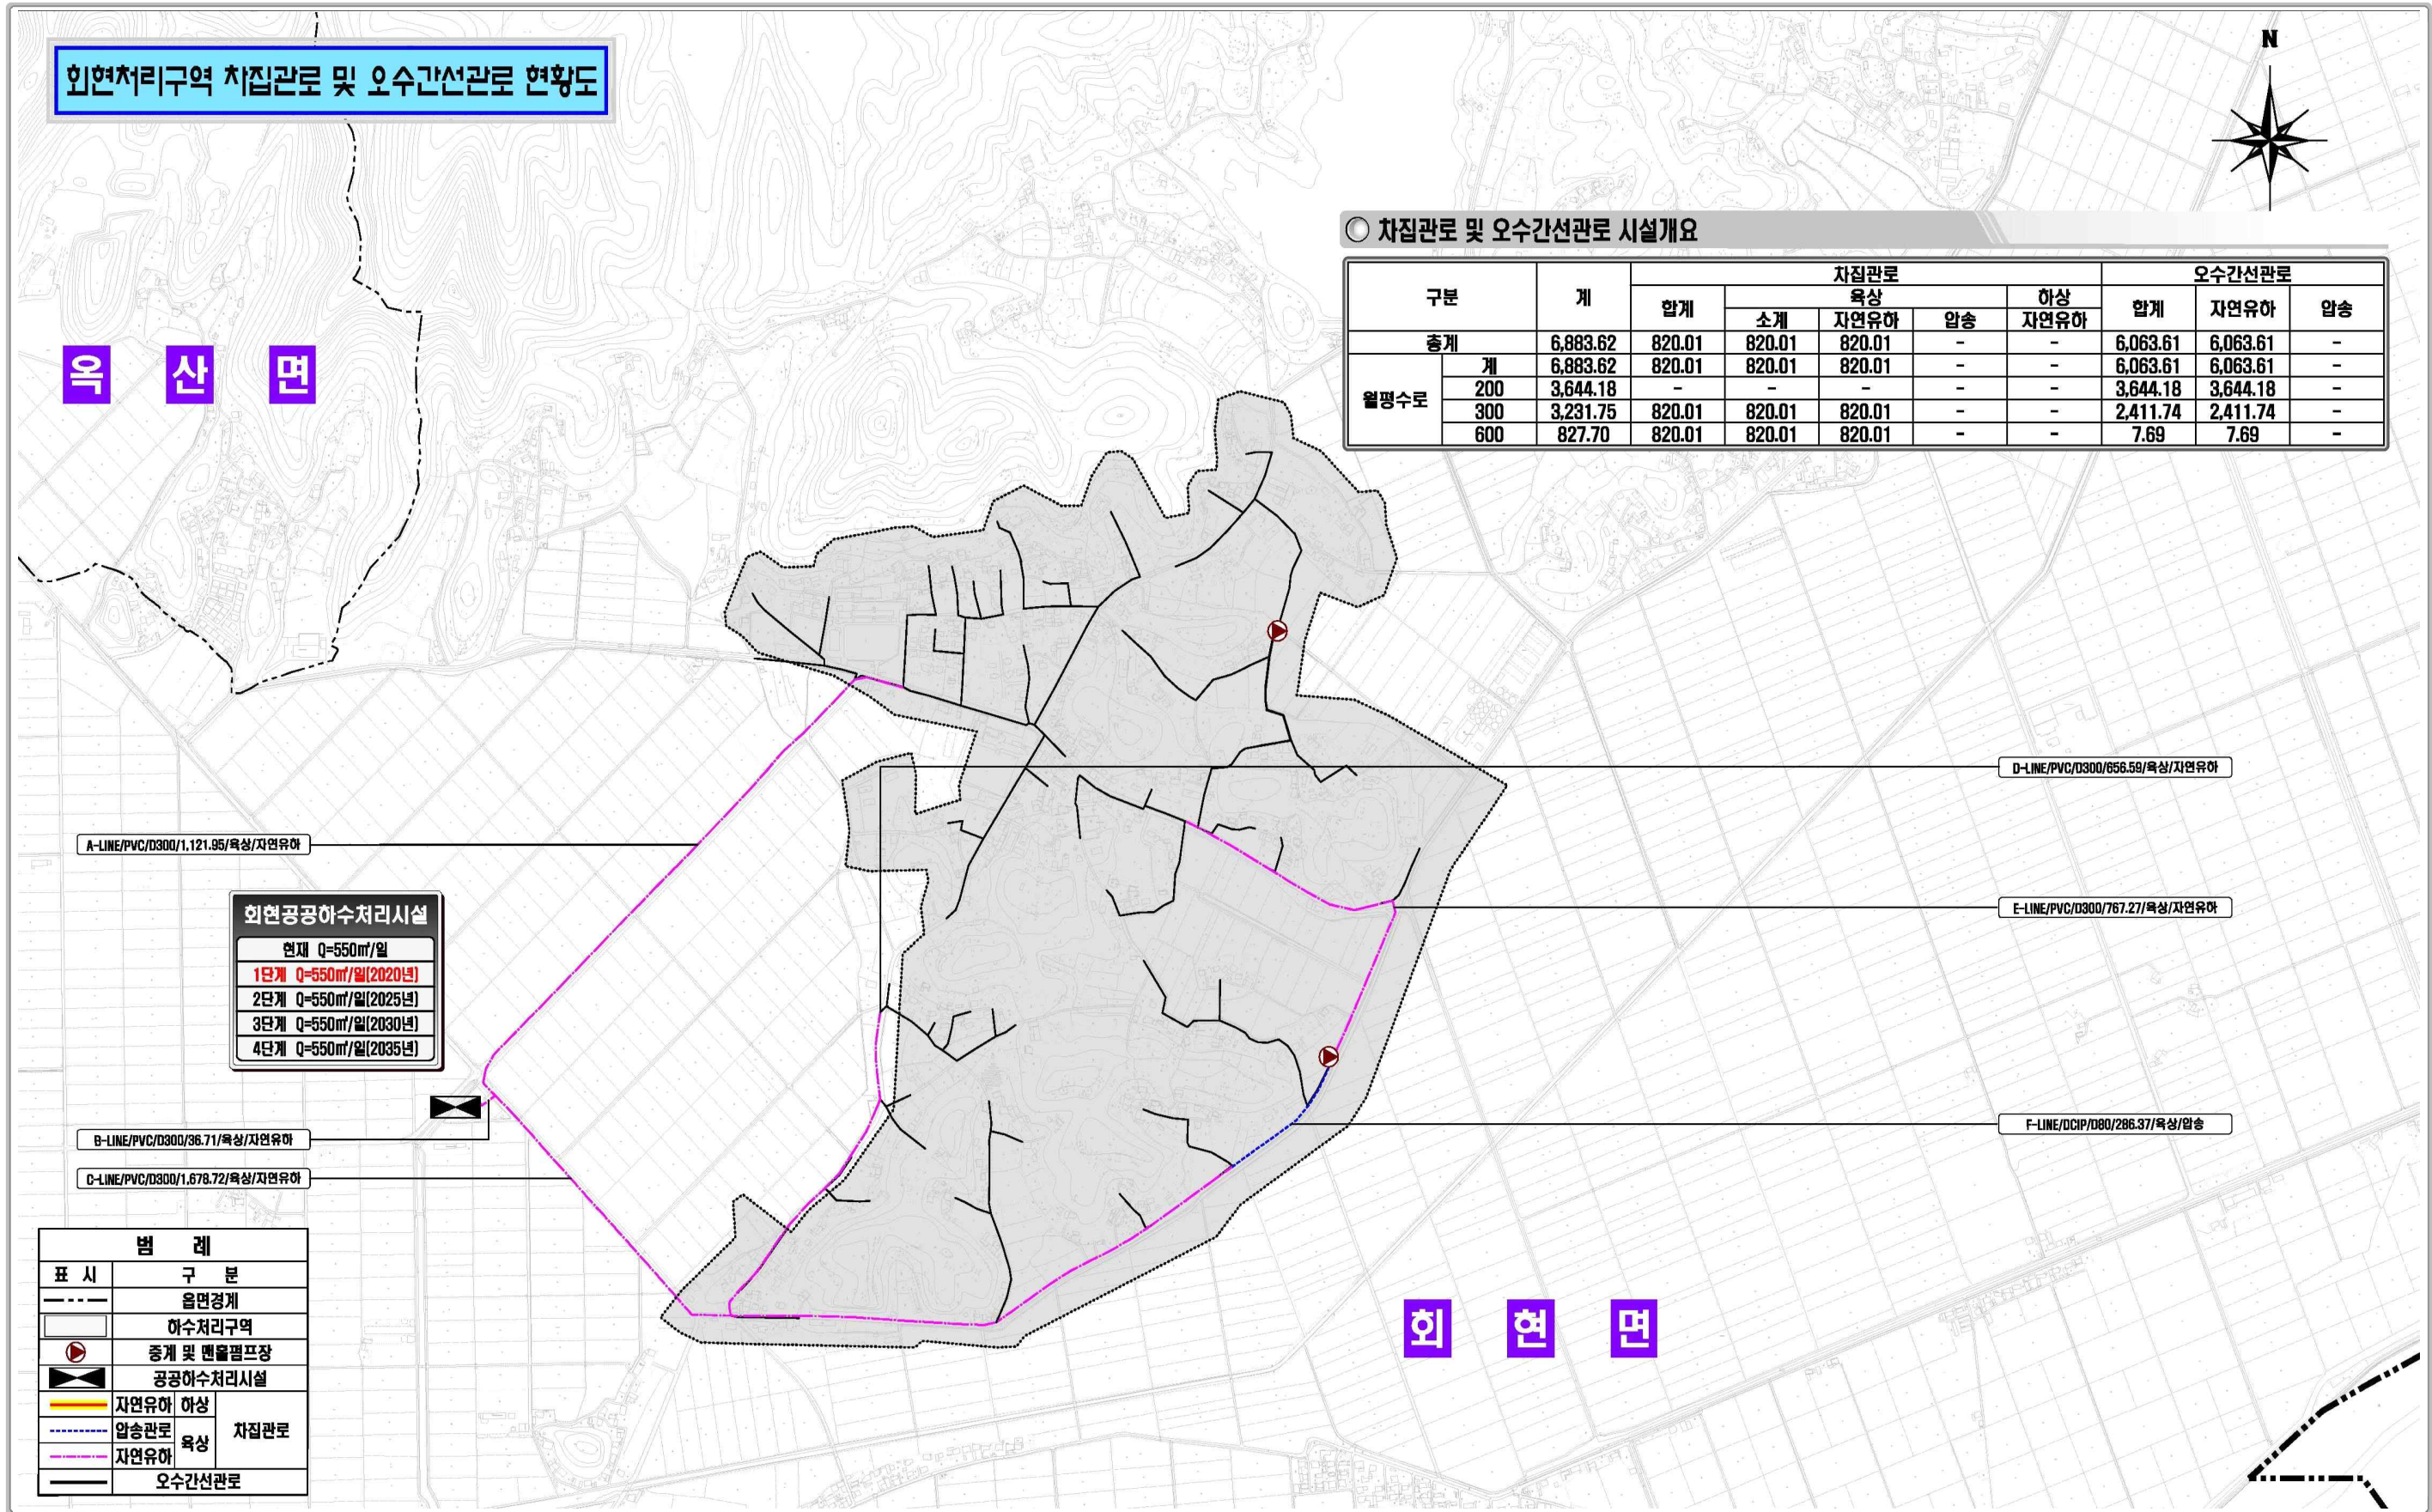 회현처리구역 차집관로 및 오수간선관로 현황도
N
차집관로 및 오수간선관로 시설개요
구분 계 차집관로 오수간선관로
합계 육상 하상 합계 자연유하 압송
소계 자연유하 압송 자연유하
총계 6,883.62 820.01 820.01 820.01 - - 6,063.61 6,063.61 -
월평수로 계 6,883.62 820.01 820.01 820.01 - - 6,063.61 6,063.61 -
200 3,644.18 - - - - - 3,644.18 3,644.18 -
300 3,231.75 820.01 820.01 820.01 - - 2,411.74 2,411.74 -
600 827.70 820.01 820.01 820.01 - - 7.69 7.69 -
옥 산 면
D-LINE/PVC/D300/656.59/육상/자연유하
A-LINE/PVC/D300/1,121.95/육상/자연유하
E-LINE/PVC/D300/767.27/육상/자연유하
회현공공하수처리시설
현재 Q=550㎥/일
1단계 Q=550㎥/일(2020년)
2단계 Q=550㎥/일(2025년)
3단계 Q=550㎥/일(2030년)
4단계 Q=550㎥/일(2035년)
F-LINE/DCIP/D80/286.37/육상/압송
B-LINE/PVC/D300/36.71/육상/자연유하
C-LINE/PVC/D300/1,678.72/육상/자연유하
회 현 면
범 례
표 시 구 분
읍면경계
하수처리구역
중계 및 맨홀펌프장
공공하수처리시설
자연유하 하상 차집관로
압송관로 육상
자연유하
오수간선관로